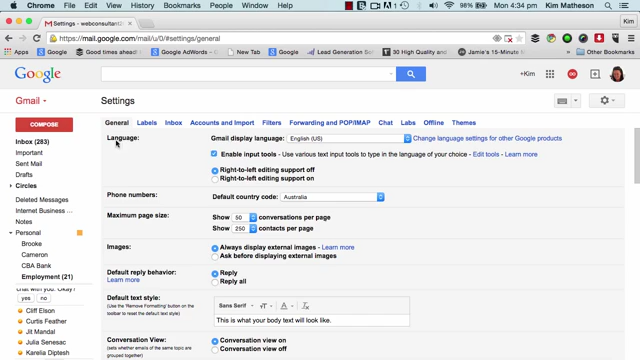 Chrome File Edit View History Bookmarks People Window Help 1 98% Mon 4:34 pm Kim Matheson
Settings - webconsultant2 Kim
https://mail.google.com/mail/u/0/#settings/general
Apps Bookmarks Good times ahead! Google AdWords - C Lead Generation Ser 30 High Quality and Jamie's 15-Minute Other Bookmarks
Google +Kim
Gmail Settings
COMPOSE General Labels Inbox Accounts and Import Filters Forwarding and POP/IMAP Chat Labs Offline Themes
Inbox (283)
Important
Sent Mail
Drafts
Circles
Deleted Messages
Internet Business ...
Notes
Personal
Brooke
Cameron
CBA Bank
Employment (21)
chat with you. Okay?
yes no
Cliff Elson
Curtis Feather
Jit Mandal
Julia Senesac
Karelia Diptesh
Language: Gmail display language: English (US) Change language settings for other Google products
Enable input tools - Use various text input tools to type in the language of your choice - Edit tools - Learn more
Right-to-left editing support off
Right-to-left editing support on
Phone numbers: Default country code: Australia
Maximum page size: Show 50 conversations per page
Show 250 contacts per page
Images: Always display external images - Learn more
Ask before displaying external images
Default reply behavior: Reply
Learn more Reply all
Default text style: Sans Serif
(Use the 'Remove Formatting' button on
the toolbar to reset the default text style)
This is what your body text will look like.
Conversation View: Conversation view on
(sets whether emails of the same topic are
grouped together) Conversation view off